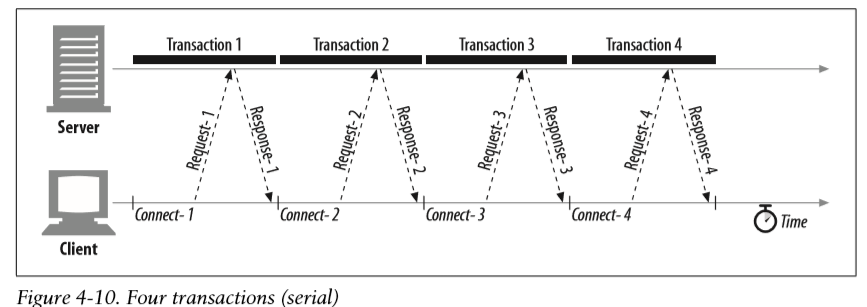 Transaction 1 Transaction 2 Transaction 3 Transaction 4
Server
Request- 1 Response- 1 Request- 2 Response- 2 Request- 3 Response- 3 Request- 4 Response- 4
Connect- 1 Connect- 2 Connect- 3 Connect- 4
Time
Client
Figure 4-10. Four transactions (serial)